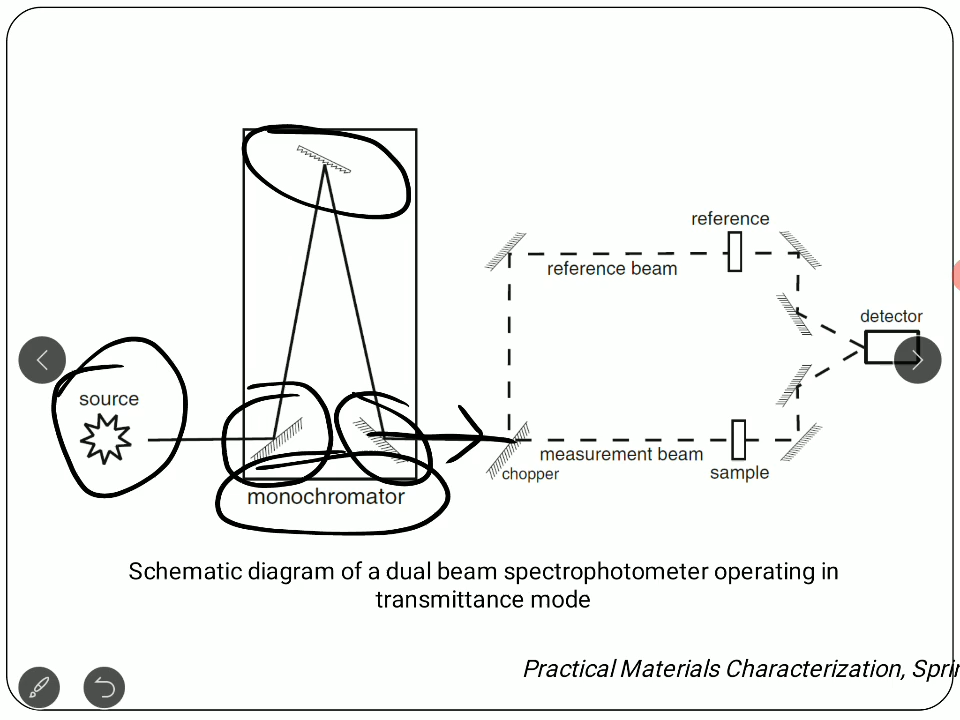 reference
reference beam
detector
source
measurement beam
chopper
sample
monochromator
Schematic diagram of a dual beam spectrophotometer operating in
transmittance mode
Practical Materials Characterization,